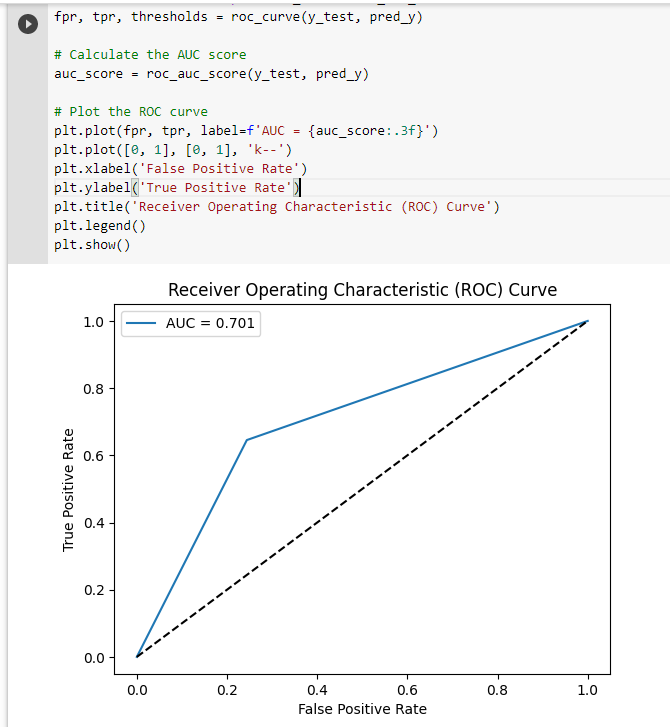 fpr, tpr, thresholds = roc_curve(y_test, pred_y)
# Calculate the AUC score
auc_score = roc_auc_score(y_test, pred_y)
# Plot the ROC curve
plt.plot(fpr, tpr, label=f'AUC = {auc_score:.3f}')
plt.plot([0, 1], [0, 1], 'k--')
plt.xlabel('False Positive Rate')
plt.ylabel('True Positive Rate')
plt.title('Receiver Operating Characteristic (ROC) Curve')
plt.legend()
plt.show()
Receiver Operating Characteristic (ROC) Curve
AUC = 0.701
True Positive Rate
1.0
0.8
0.6
0.4
0.2
0.0
0.0 0.2 0.4 0.6 0.8 1.0
False Positive Rate